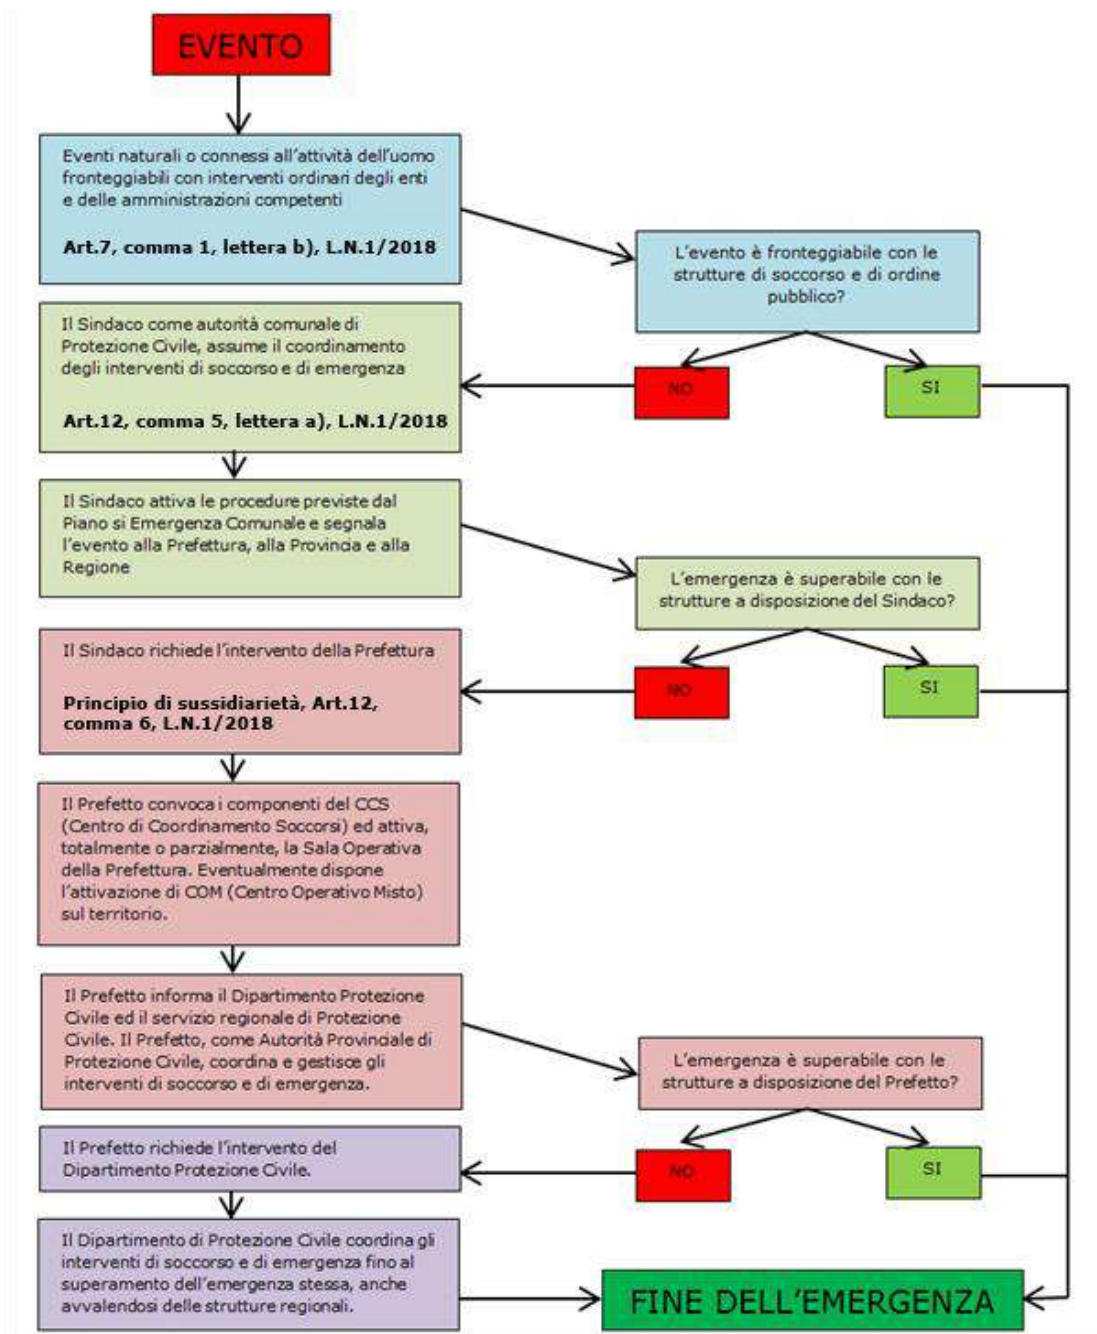 EVENTO
Eventi naturali o connessi all'attività dell'uomo
fronteggiabili con interventi ordinari degli enti
e delle amministrazioni competenti
Art.7, comma 1, lettera b), L.N.1/2018
L'evento è fronteggiabile con le
strutture di soccorso e di ordine
pubblico?
NO
SI
Il Sindaco come autorità comunale di
Protezione Civile, assume il coordinamento
degli interventi di soccorso e di emergenza
Art.12, comma 5, lettera a), L.N.1/2018
Il Sindaco attiva le procedure previste dal
Piano si Emergenza Comunale e segnala
l'evento alla Prefettura, alla Provincia e alla
Regione
L'emergenza è superabile con le
strutture a disposizione del Sindaco?
NO
SI
Il Sindaco richiede l'intervento della Prefettura
Principio di sussidiarietà, Art.12,
comma 6, L.N.1/2018
Il Prefetto convoca i componenti del CCS
(Centro di Coordinamento Soccorsi) ed attiva,
totalmente o parzialmente, la Sala Operativa
della Prefettura. Eventualmente dispone
l'attivazione di COM (Centro Operativo Misto)
sul territorio.
Il Prefetto informa il Dipartimento Protezione
Civile ed il servizio regionale di Protezione
Civile. Il Prefetto, come Autorità Provinciale di
Protezione Civile, coordina e gestisce gli
interventi di soccorso e di emergenza.
L'emergenza è superabile con le
strutture a disposizione del Prefetto?
NO
SI
Il Prefetto richiede l'intervento del
Dipartimento Protezione Civile.
Il Dipartimento di Protezione Civile coordina gli
interventi di soccorso e di emergenza fino al
superamento dell'emergenza stessa, anche
avvalendosi delle strutture regionali.
FINE DELL'EMERGENZA